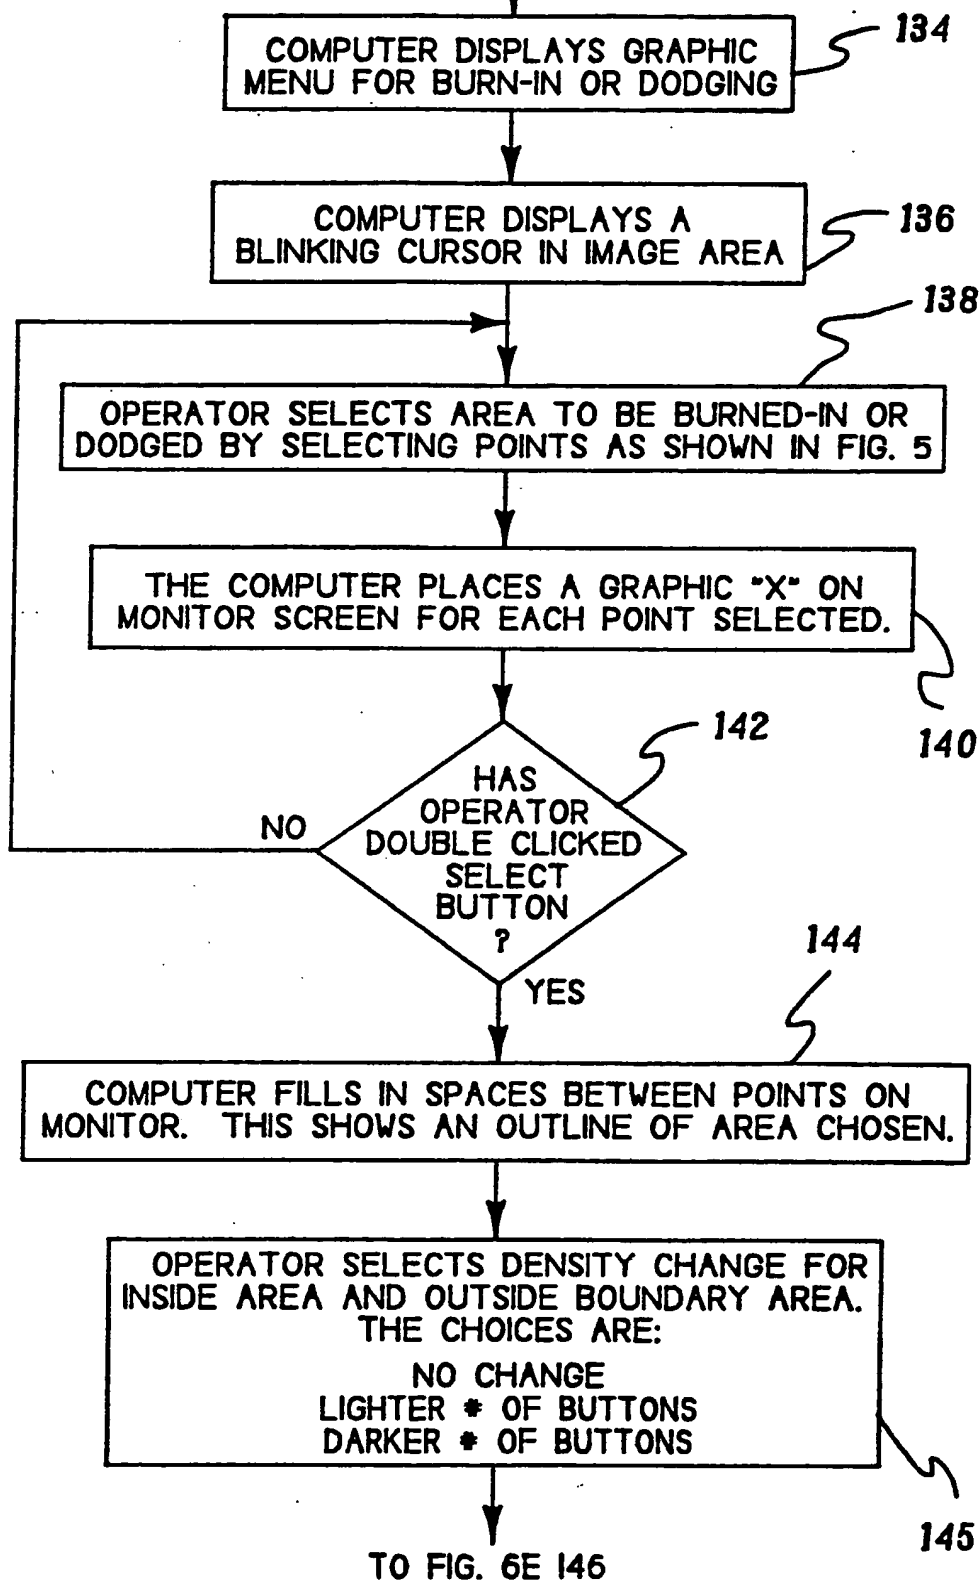 134
COMPUTER DISPLAYS GRAPHIC
MENU FOR BURN-IN OR DODGING
136
COMPUTER DISPLAYS A
BLINKING CURSOR IN IMAGE AREA
138
OPERATOR SELECTS AREA TO BE BURNED-IN OR
DODGED BY SELECTING POINTS AS SHOWN IN FIG. 5
THE COMPUTER PLACES A GRAPHIC "X" ON
MONITOR SCREEN FOR EACH POINT SELECTED.
140
142
HAS
OPERATOR
DOUBLE CLICKED
SELECT
BUTTON
?
NO
YES
144
COMPUTER FILLS IN SPACES BETWEEN POINTS ON
MONITOR. THIS SHOWS AN OUTLINE OF AREA CHOSEN.
OPERATOR SELECTS DENSITY CHANGE FOR
INSIDE AREA AND OUTSIDE BOUNDARY AREA.
THE CHOICES ARE:
NO CHANGE
LIGHTER # OF BUTTONS
DARKER # OF BUTTONS
145
TO FIG. 6E 146